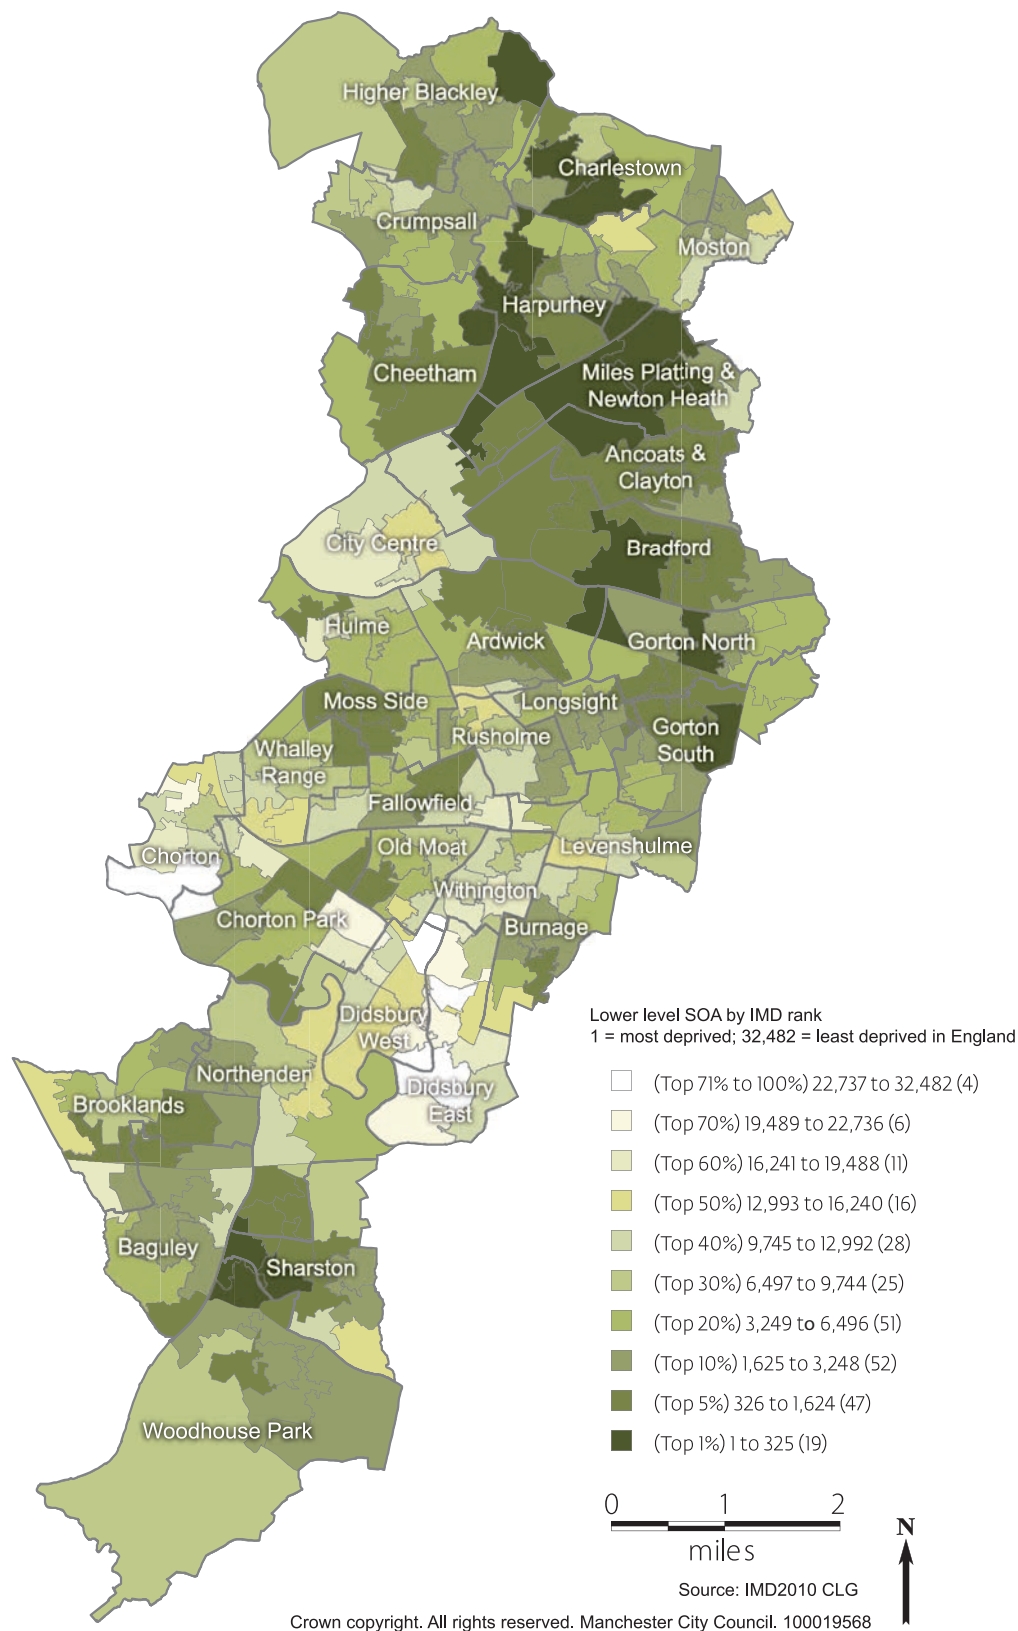 Higher Blackley
Charlestown
Crumpsall
Moston
Harpurhey
Cheetham
Miles Platting &
Newton Heath
Ancoats &
Clayton
City Centre
Bradford
Hulme
Ardwick
Gorton North
Moss Side
Longsight
Rusholme
Gorton
South
Whalley
Range
Fallowfield
Old Moat
Levenshulme
Chorton
Withington
Chorton Park
Burnage
Didsbury
West
Northenden
Didsbury
East
Brooklands
Baguley
Sharston
Woodhouse Park
Lower level SOA by IMD rank
1 = most deprived; 32,482 = least deprived in England
(Top 71% to 100%) 22,737 to 32,482 (4)
(Top 70%) 19,489 to 22,736 (6)
(Top 60%) 16,241 to 19,488 (11)
(Top 50%) 12,993 to 16,240 (16)
(Top 40%) 9,745 to 12,992 (28)
(Top 30%) 6,497 to 9,744 (25)
(Top 20%) 3,249 to 6,496 (51)
(Top 10%) 1,625 to 3,248 (52)
(Top 5%) 326 to 1,624 (47)
(Top 1%) 1 to 325 (19)
0 1 2
miles
N
Source: IMD2010 CLG
Crown copyright. All rights reserved. Manchester City Council. 100019568